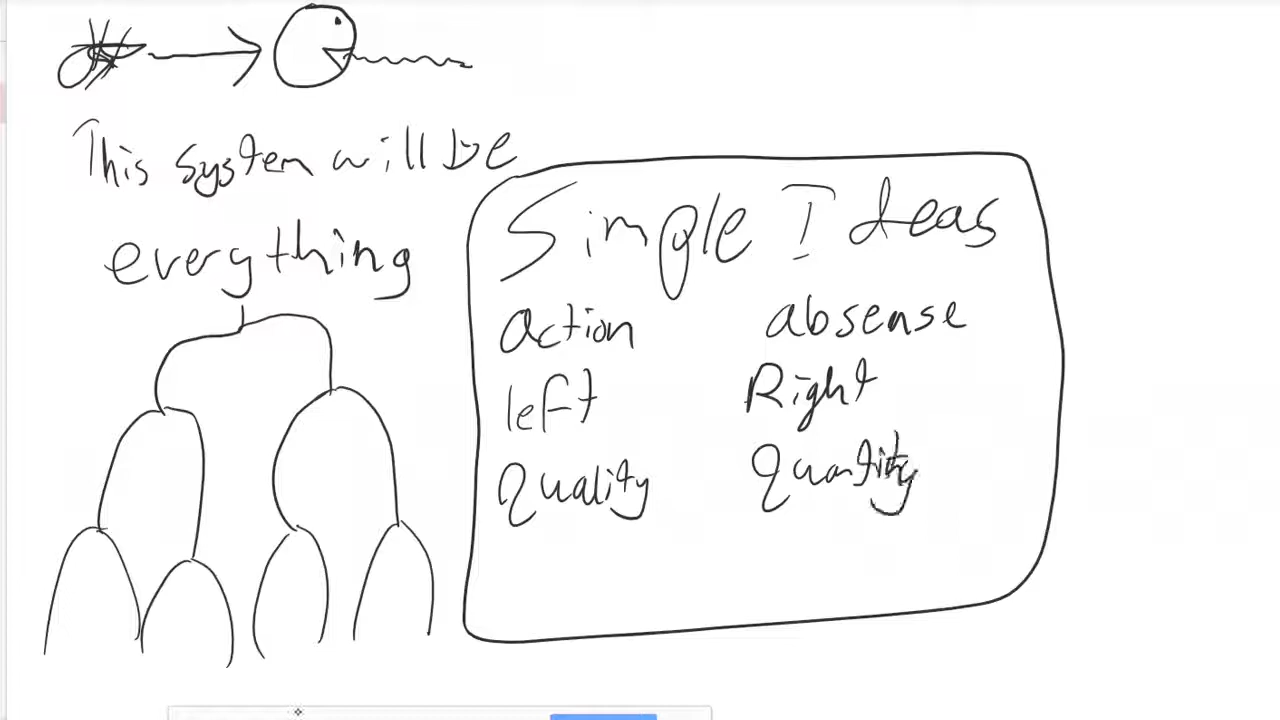 This system will be
everything
Simple Ideas
action absense
left Right
Quality Quantity